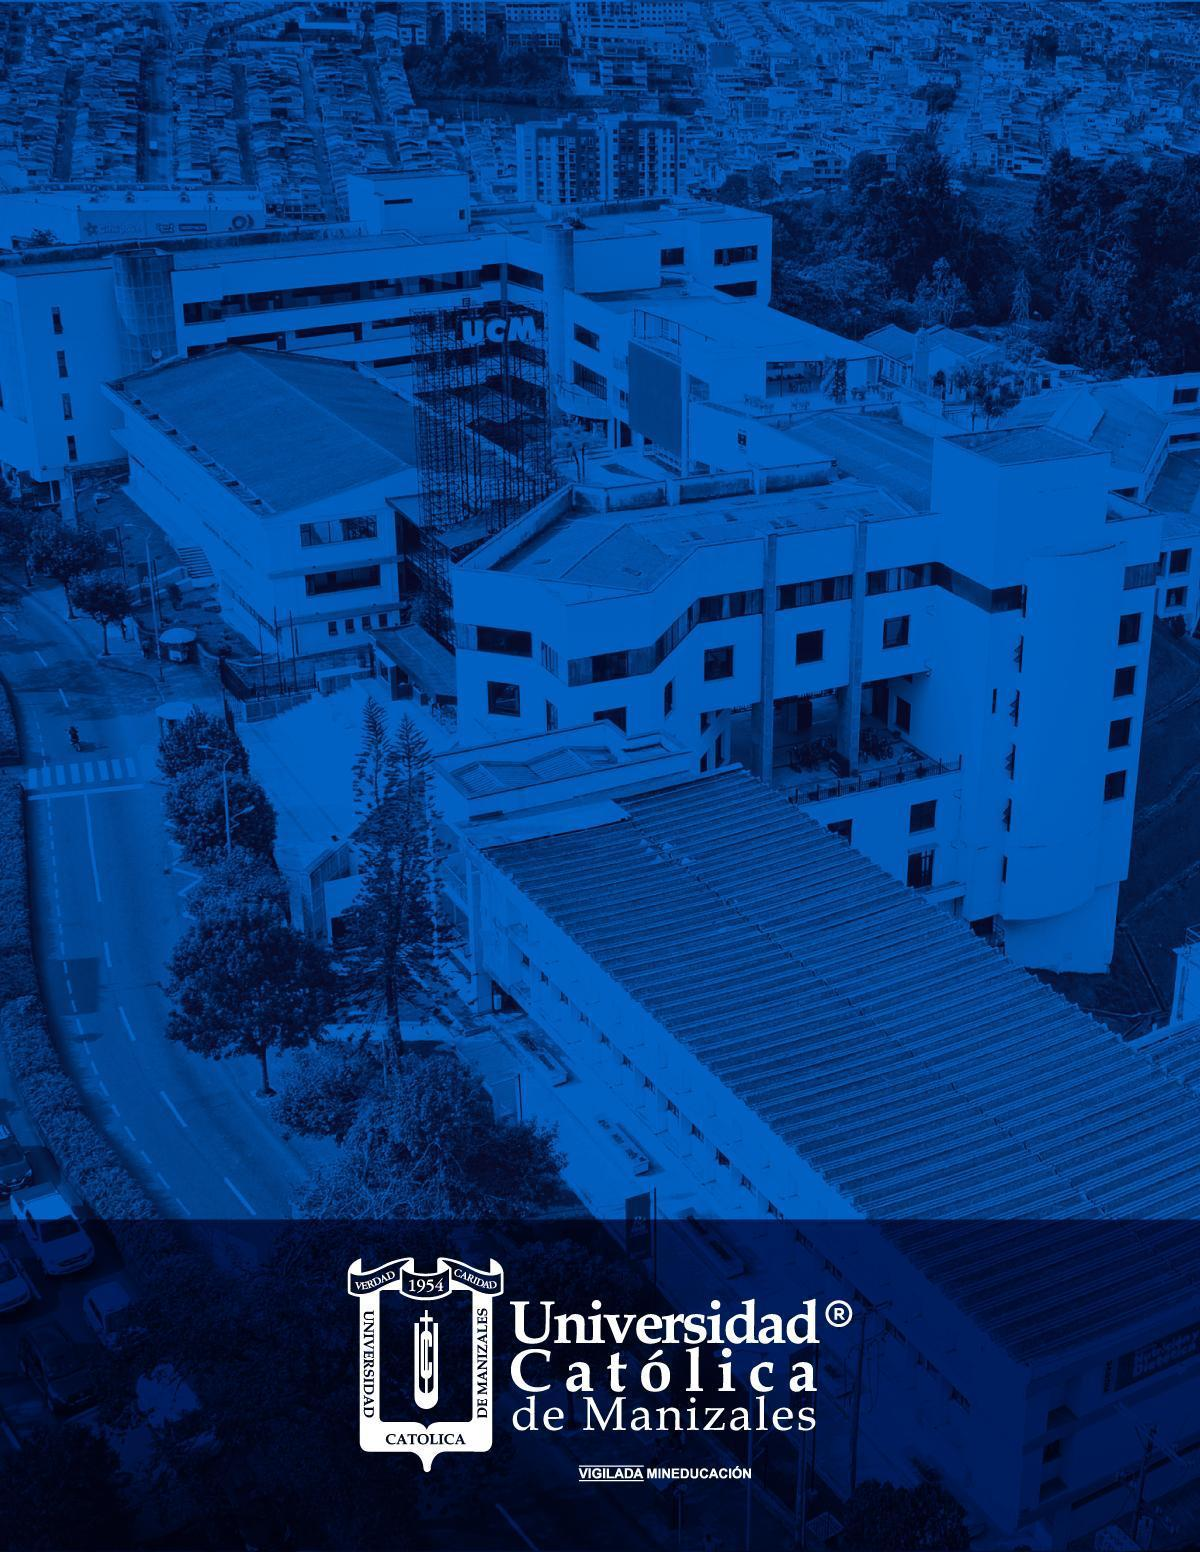 UCM
VERDAD
1954
CARIDAD
UNIVERSIDAD
CATOLICA
DE MANIZALES
Universidad®
Católica
de Manizales
VIGILADA MINEDUCACIÓN